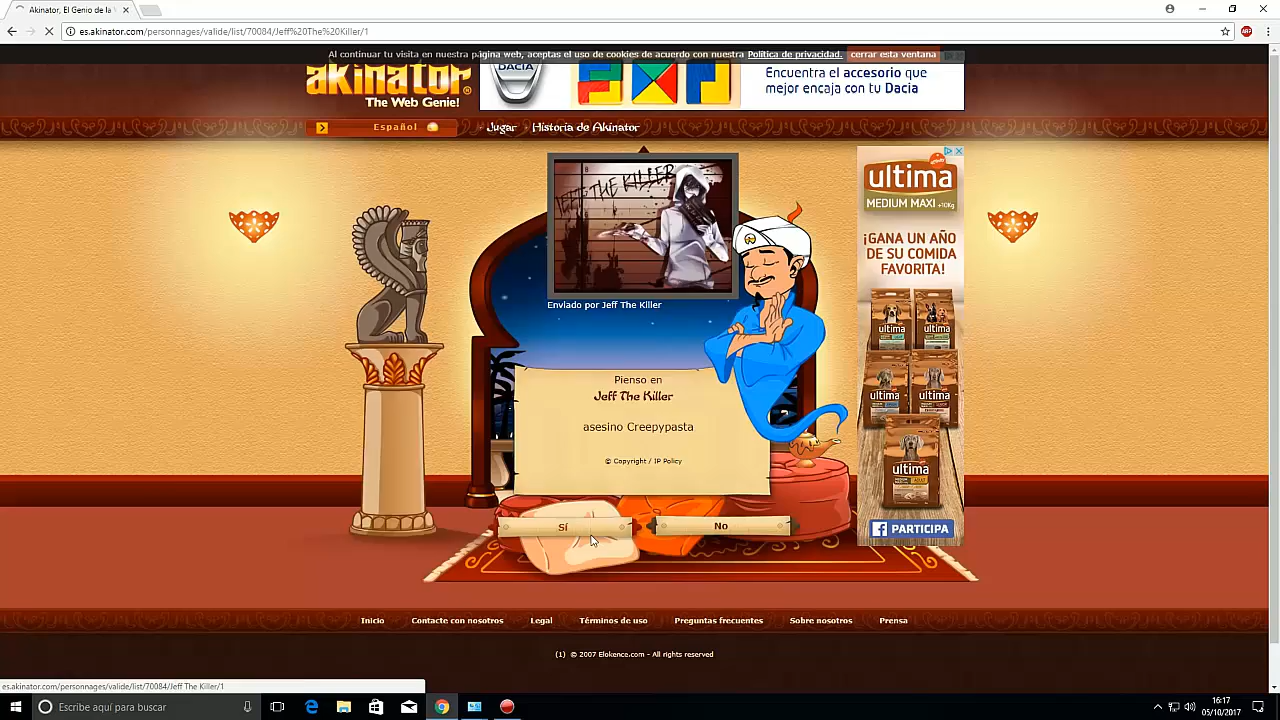 Akinator, El Genio de la
es.akinator.com/personnages/valide/list/70084/Jeff%20The%20Killer/1
Al continuar tu visita en nuestra página web, aceptas el uso de cookies de acuerdo con nuestra Política de privacidad. cerrar esta ventana
akinator®
The Web Genie!
DACIA
Encuentra el accesorio que
mejor encaja con tu Dacia
Español
Jugar
Historia de Akinator
JEFF THE KILLER
Enviado por Jeff The Killer
Pienso en
Jeff The Killer
asesino Creepypasta
© Copyright / IP Policy
Sí
No
ultima
MEDIUM MAXI +10Kg
¡GANA UN AÑO
DE SU COMIDA
FAVORITA!
ultima
ultima
ultima
ultima
ultima
PARTICIPA
Inicio
Contacte con nosotros
Legal
Términos de uso
Preguntas frecuentes
Sobre nosotros
Prensa
(1) © 2007 Elokence.com - All rights reserved
es.akinator.com/personnages/valide/list/70084/Jeff The Killer/1
Escribe aquí para buscar
16:17
05/10/2017